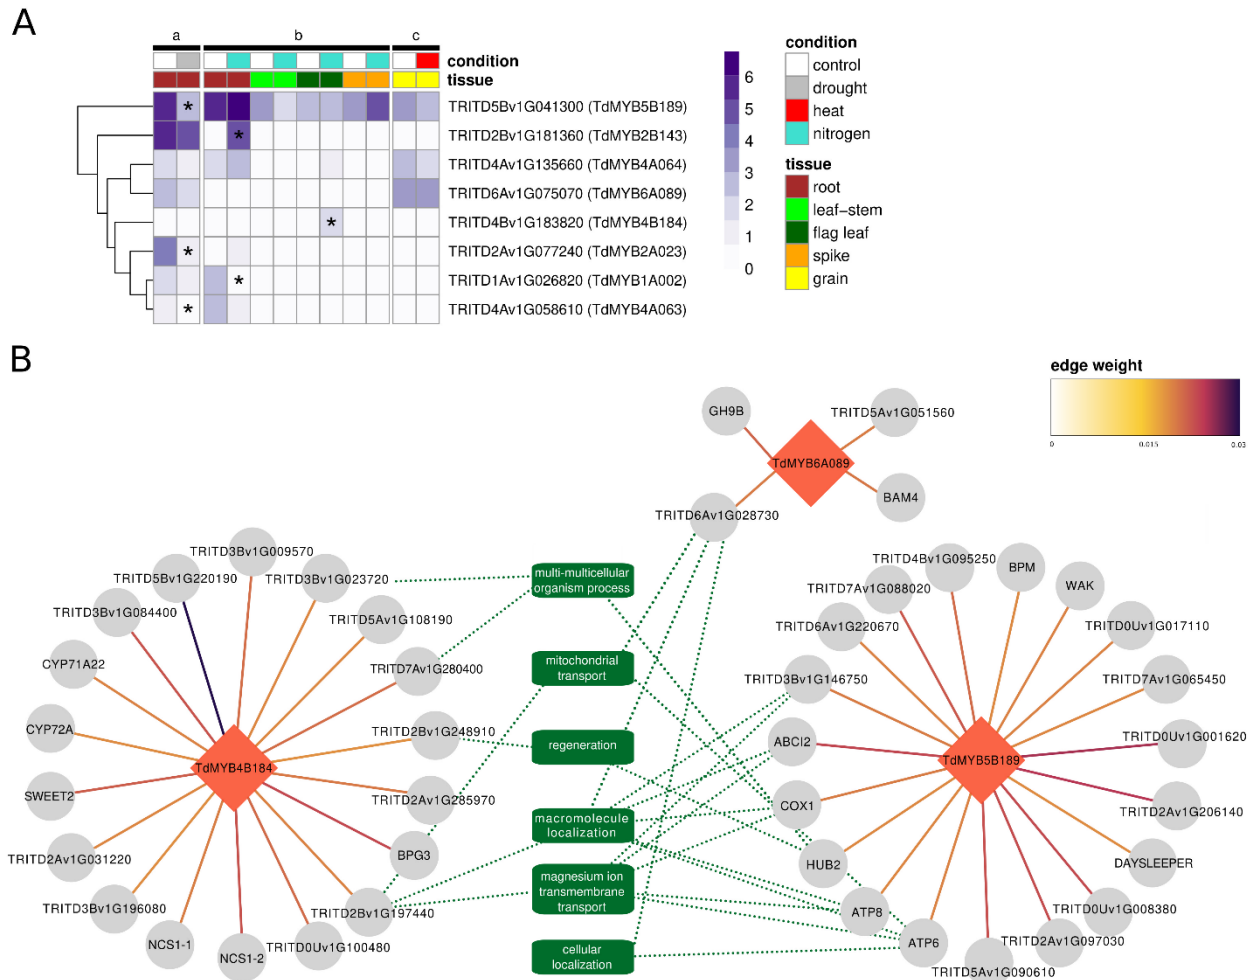 A
a
b
c
condition
tissue
TRITD5Bv1G041300 (TdMYB5B189)
TRITD2Bv1G181360 (TdMYB2B143)
TRITD4Av1G135660 (TdMYB4A064)
TRITD6Av1G075070 (TdMYB6A089)
TRITD4Bv1G183820 (TdMYB4B184)
TRITD2Av1G077240 (TdMYB2A023)
TRITD1Av1G026820 (TdMYB1A002)
TRITD4Av1G058610 (TdMYB4A063)
*
*
*
*
*
*
6
5
4
3
2
1
0
condition
control
drought
heat
nitrogen
tissue
root
leaf-stem
flag leaf
spike
grain
B
edge weight
0
0.015
0.03
GH9B
TRITD5Av1G051560
TdMYB6A089
BAM4
TRITD6Av1G028730
TRITD3Bv1G009570
TRITD5Bv1G220190
TRITD3Bv1G023720
TRITD3Bv1G084400
TRITD5Av1G108190
CYP71A22
TRITD7Av1G280400
CYP72A
TRITD2Bv1G248910
TdMYB4B184
SWEET2
TRITD2Av1G285970
TRITD2Av1G031220
BPG3
TRITD3Bv1G196080
TRITD2Bv1G197440
NCS1-1
NCS1-2
TRITD0Uv1G100480
multi-multicellular
organism process
mitochondrial
transport
regeneration
macromolecule
localization
magnesium ion
transmembrane
transport
cellular
localization
TRITD4Bv1G095250
BPM
TRITD7Av1G088020
WAK
TRITD6Av1G220670
TRITD0Uv1G017110
TRITD3Bv1G146750
TRITD7Av1G065450
ABCI2
TRITD0Uv1G001620
TdMYB5B189
COX1
TRITD2Av1G206140
HUB2
DAYSLEEPER
ATP8
TRITD0Uv1G008380
ATP6
TRITD2Av1G097030
TRITD5Av1G090610